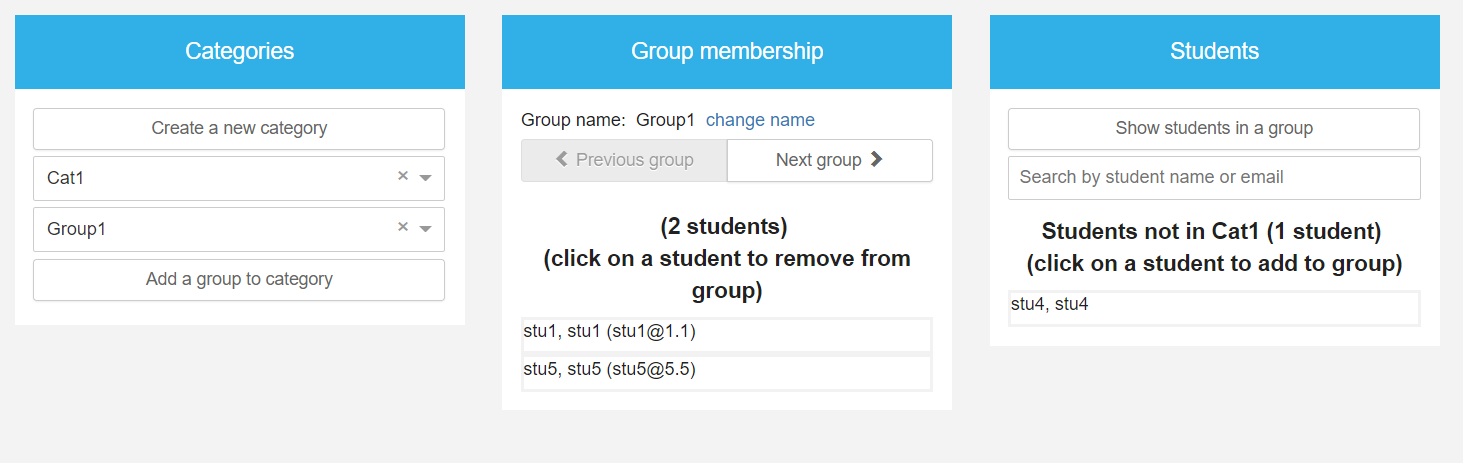 Categories
Create a new category
Cat1
Group1
Add a group to category
Group membership
Group name: Group1 change name
Previous group
Next group
(2 students)
(click on a student to remove from
group)
stu1, stu1 (stu1@1.1)
stu5, stu5 (stu5@5.5)
Students
Show students in a group
Search by student name or email
Students not in Cat1 (1 student)
(click on a student to add to group)
stu4, stu4